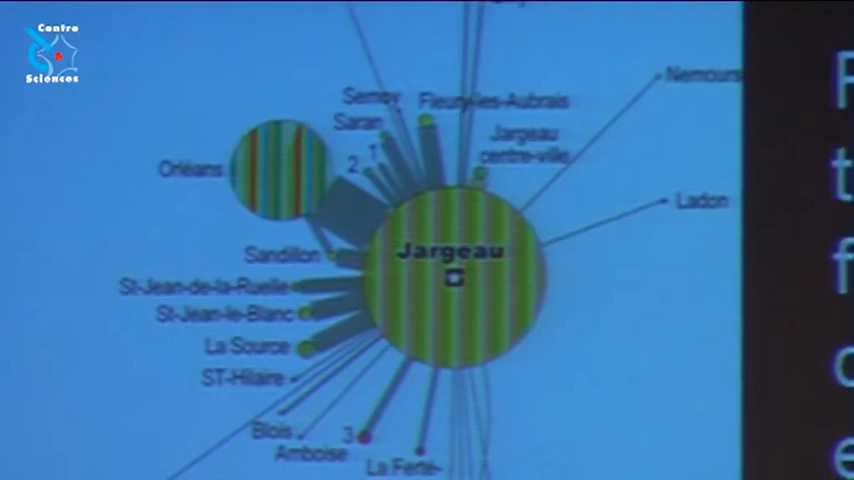 Centre
Sciences
Nemours
Semoy
Fleury-les-Aubrais
Saran
Jargeau
centre-ville
1
2
Orléans
Ladon
Jargeau
Sandillon
St-Jean-de-la-Ruelle
St-Jean-le-Blanc
La Source
ST-Hilaire
Blois
3
Amboise
La Ferté-
t
f